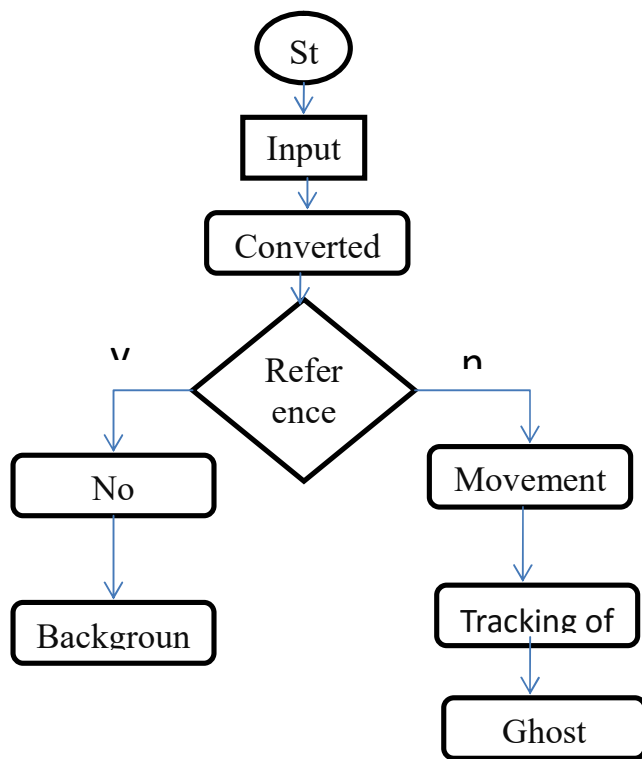 St
Input
Converted
Refer
ence
No
Movement
Backgroun
Tracking of
Ghost